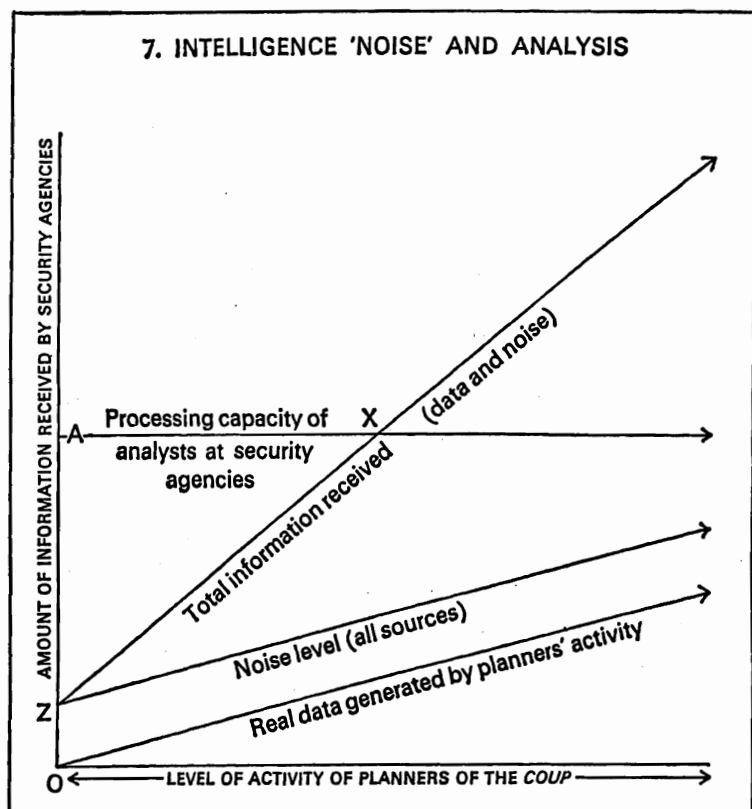 7. INTELLIGENCE 'NOISE' AND ANALYSIS
AMOUNT OF INFORMATION RECEIVED BY SECURITY AGENCIES
(data and noise)
A
Processing capacity of
X
analysts at security
agencies
Total information received
Noise level (all sources)
Real data generated by planners' activity
Z
O
LEVEL OF ACTIVITY OF PLANNERS OF THE COUP